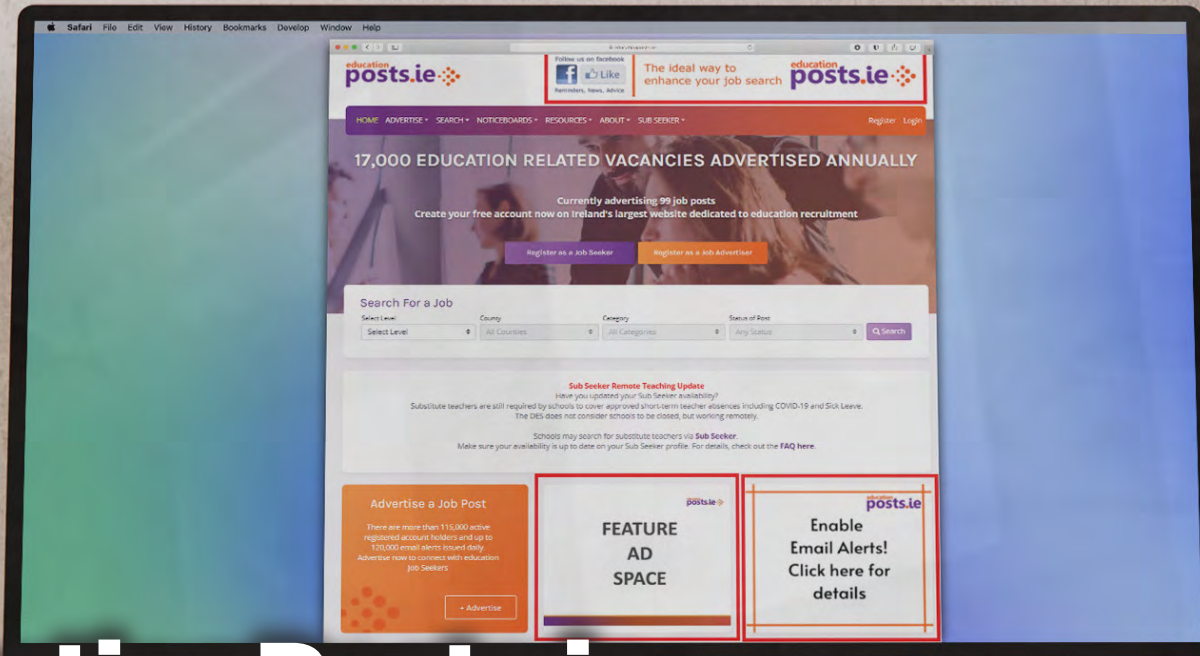 Safari File Edit View History Bookmarks Develop Window Help
education
posts.ie
Follow us on facebook
f Like
Reminders, News, Advice
The ideal way to
enhance your job search
education
posts.ie
HOME ADVERTISE SEARCH NOTICEBOARDS RESOURCES ABOUT SUB SEEKER Register Login
17,000 EDUCATION RELATED VACANCIES ADVERTISED ANNUALLY
Currently advertising 99 job posts
Create your free account now on Ireland's largest website dedicated to education recruitment
Register as a Job Seeker Register as a Job Advertiser
Search For a Job
Select Level County Category Status of Post
Select Level All Counties All Categories Any Status Search
Sub Seeker Remote Teaching Update
Have you updated your Sub Seeker availability?
Substitute teachers are still required by schools to cover approved short-term teacher absences including COVID-19 and Sick Leave.
The DES does not consider schools to be closed, but working remotely.
Schools may search for substitute teachers via Sub Seeker.
Make sure your availability is up to date on your Sub Seeker profile. For details, check out the FAQ here.
Advertise a Job Post
There are more than 115,000 active
registered account holders and up to
120,000 email alerts issued daily.
Advertise now to connect with education
Job Seekers
+ Advertise
education
posts.ie
FEATURE
AD
SPACE
education
posts.ie
Enable
Email Alerts!
Click here for
details